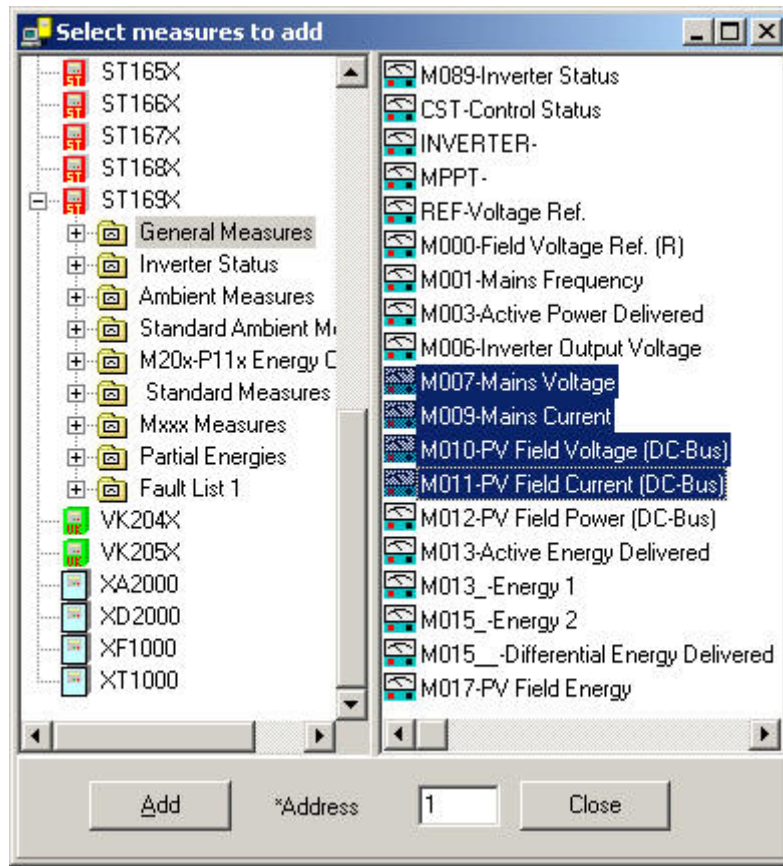 Select measures to add
ST165X
ST166X
ST167X
ST168X
ST169X
General Measures
Inverter Status
Ambient Measures
Standard Ambient M
M20x-P11x Energy C
Standard Measures
Mxxx Measures
Partial Energies
Fault List 1
VK204X
VK205X
XA2000
XD2000
XF1000
XT1000
M089-Inverter Status
CST-Control Status
INVERTER-
MPPT-
REF-Voltage Ref.
M000-Field Voltage Ref. (R)
M001-Mains Frequency
M003-Active Power Delivered
M006-Inverter Output Voltage
M007-Mains Voltage
M009-Mains Current
M010-PV Field Voltage (DC-Bus)
M011-PV Field Current (DC-Bus)
M012-PV Field Power (DC-Bus)
M013-Active Energy Delivered
M013_-Energy 1
M015_-Energy 2
M015__-Differential Energy Delivered
M017-PV Field Energy
Add *Address 1 Close